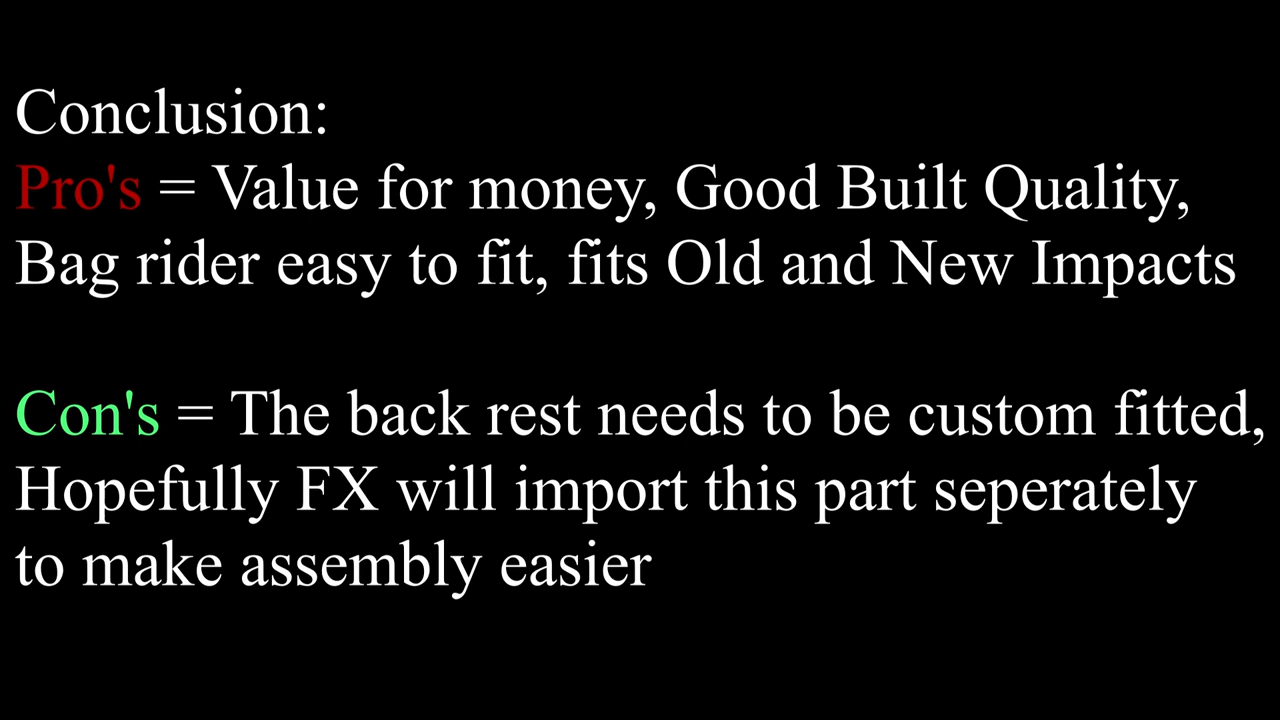 Conclusion:
Pro's = Value for money, Good Built Quality,
Bag rider easy to fit, fits Old and New Impacts
Con's = The back rest needs to be custom fitted,
Hopefully FX will import this part seperately
to make assembly easier